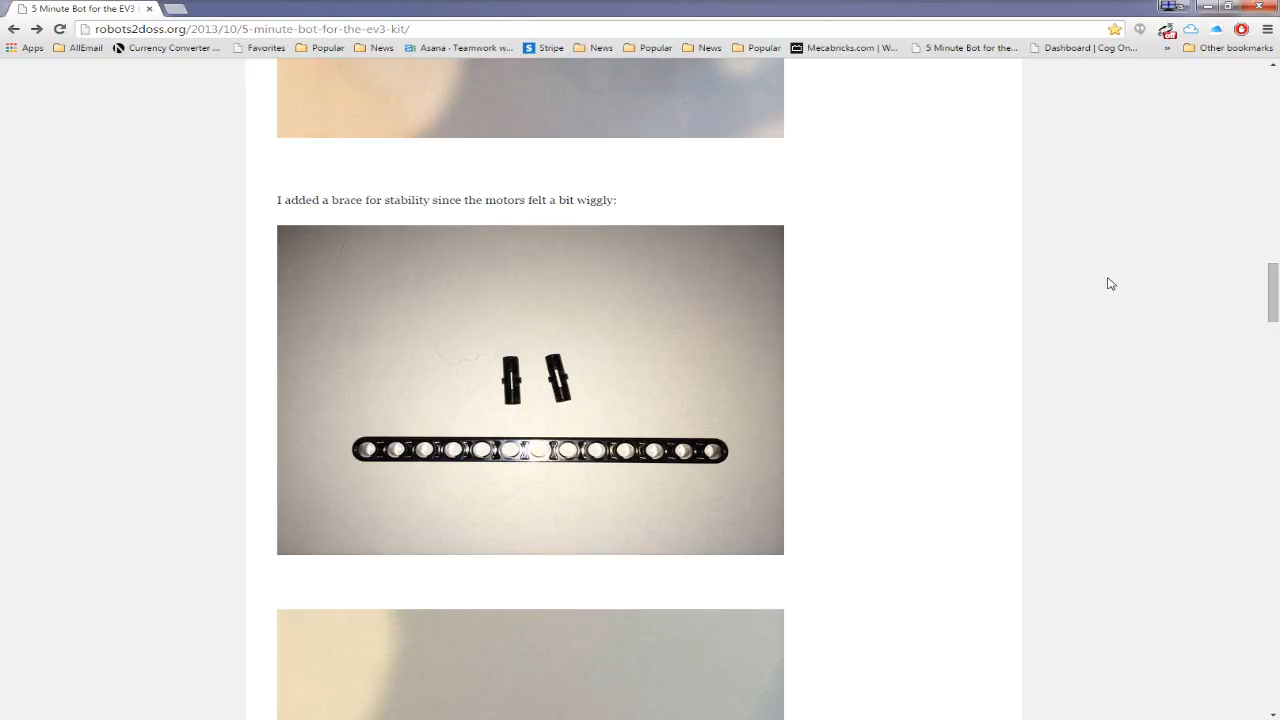 5 Minute Bot for the EV3
robots2doss.org/2013/10/5-minute-bot-for-the-ev3-kit/
Apps AllEmail Currency Converter ... Favorites Popular News Asana - Teamwork w... Stripe News Popular News Popular Mecabricks.com | W... 5 Minute Bot for the... Dashboard | Cog On... » Other bookmarks
I added a brace for stability since the motors felt a bit wiggly: